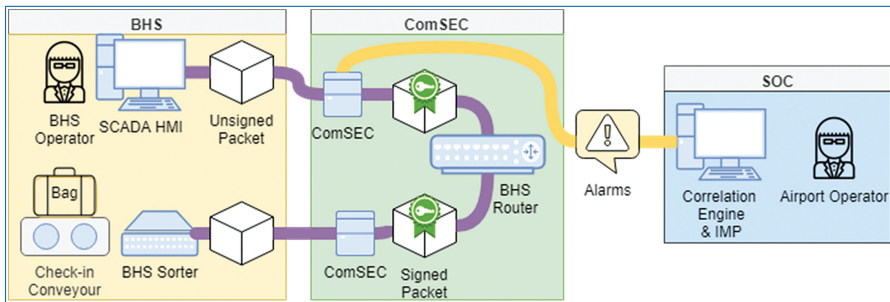 BHS
ComSEC
SOC
BHS
Operator
SCADA HMI
Unsigned
Packet
ComSEC
BHS
Router
Alarms
Correlation
Engine
& IMP
Airport Operator
Bag
Check-in
Conveyour
BHS Sorter
ComSEC
Signed
Packet